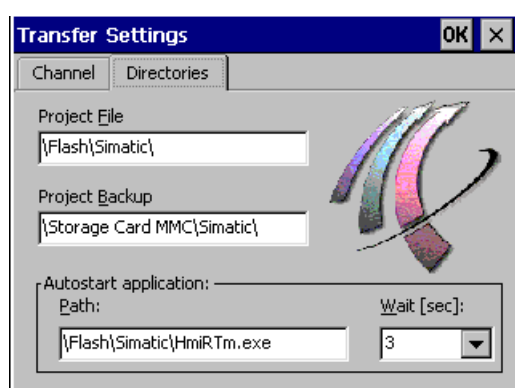 Transfer Settings OK ×
Channel Directories
Project File
\Flash\Simatic\
Project Backup
\Storage Card MMC\Simatic\
Autostart application:
Path: Wait [sec]:
\Flash\Simatic\HmiRTm.exe 3